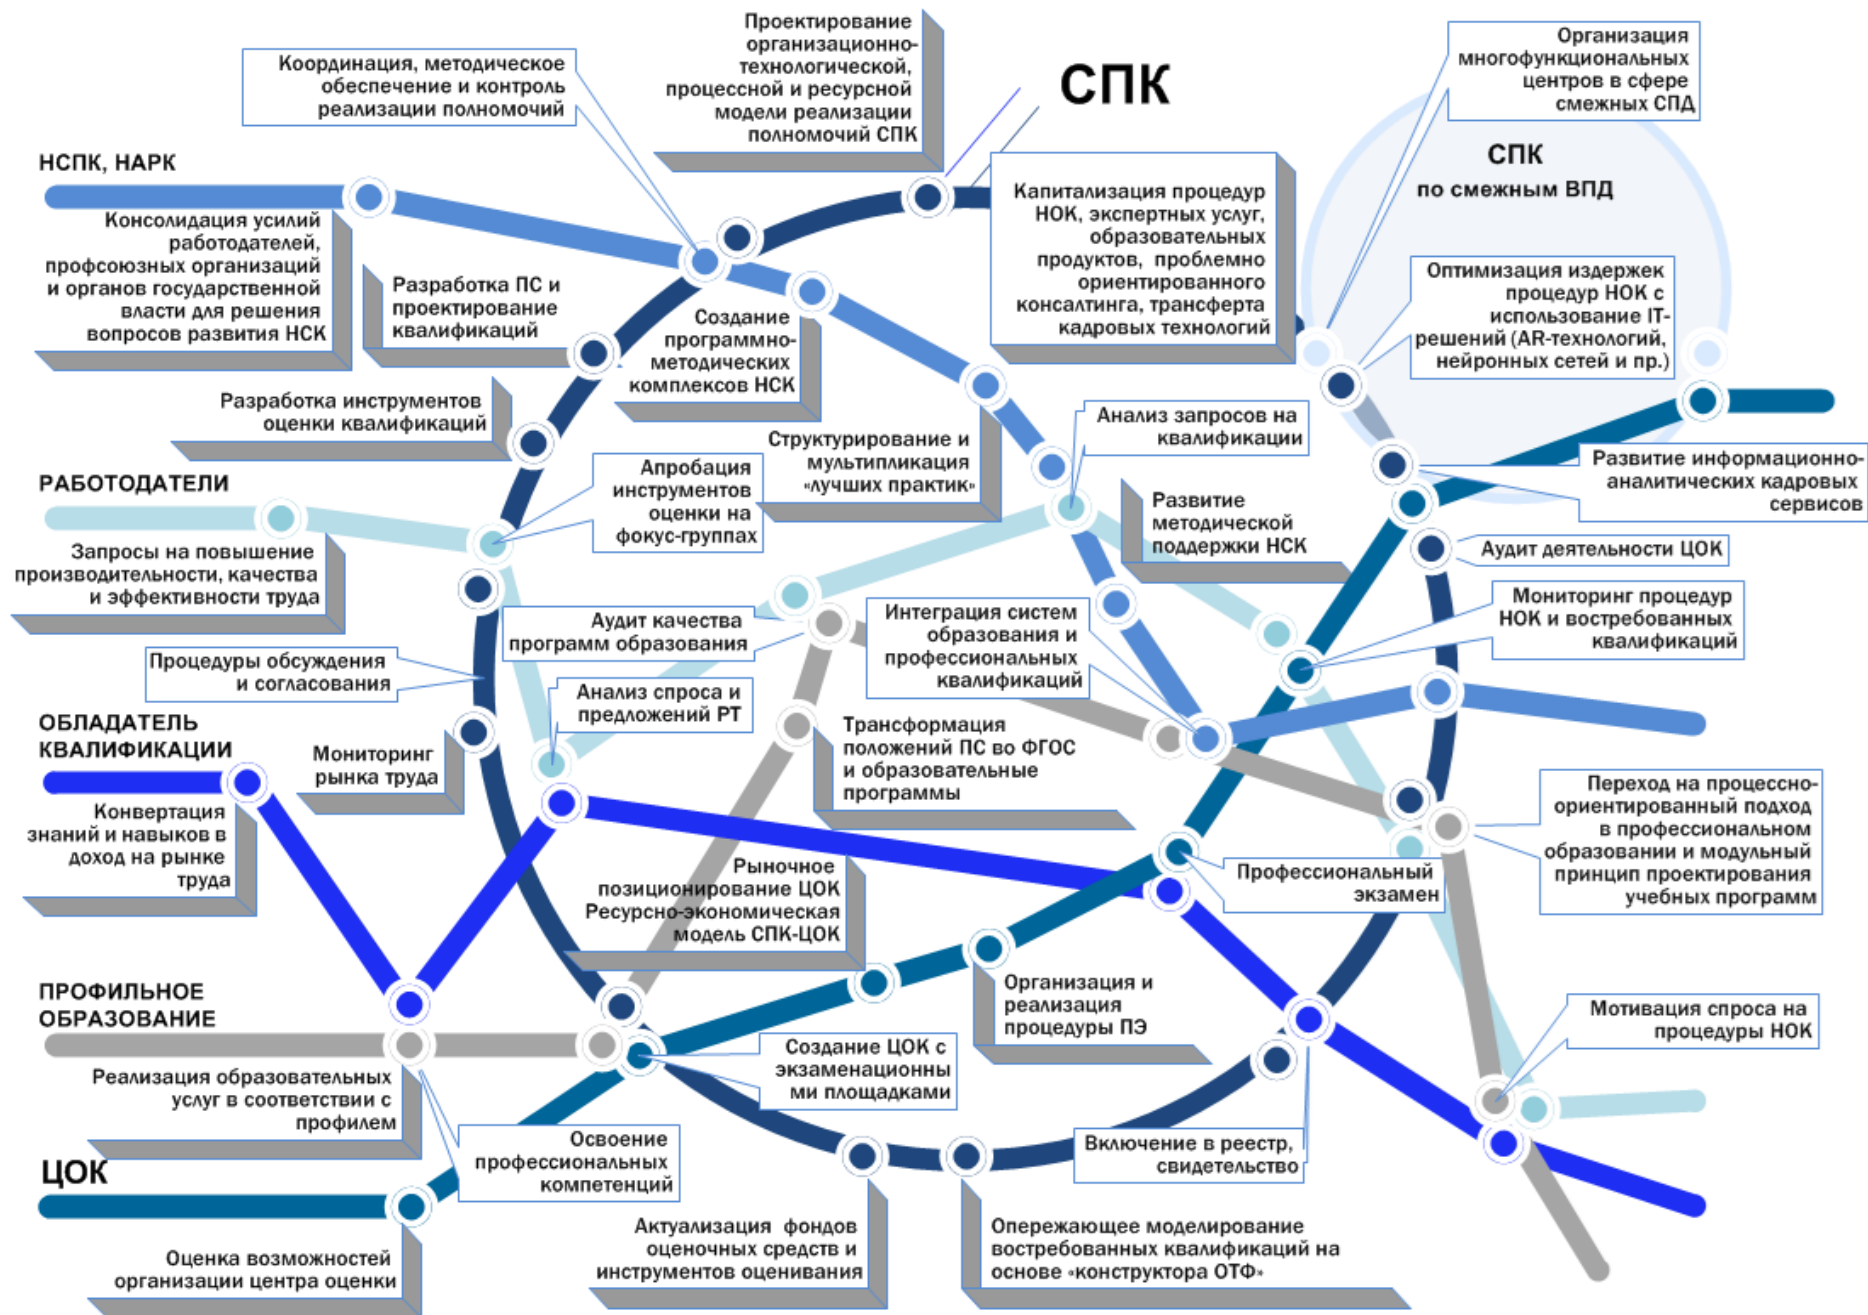 Проектирование
организационно-
технологической,
процессной и ресурсной
модели реализации
полномочий СПК
Координация, методическое
обеспечение и контроль
реализации полномочий
СПК
Организация
многофункциональных
центров в сфере
смежных СПД
СПК
по смежным ВПД
НСПК, НАРК
Консолидация усилий
работодателей,
профсоюзных организаций
и органов государственной
власти для решения
вопросов развития НСК
Разработка ПС и
проектирование
квалификаций
Создание
программно-
методических
комплексов НСК
Капитализация процедур
НОК, экспертных услуг,
образовательных
продуктов, проблемно
ориентированного
консалтинга, трансферта
кадровых технологий
Оптимизация издержек
процедур НОК с
использование IT-
решений (AR-технологий,
нейронных сетей и пр.)
Разработка инструментов
оценки квалификаций
Структурирование и
мультипликация
«лучших практик»
Анализ запросов на
квалификации
Развитие информационно-
аналитических кадровых
сервисов
РАБОТОДАТЕЛИ
Запросы на повышение
производительности, качества
и эффективности труда
Апробация
инструментов
оценки на
фокус-группах
Развитие
методической
поддержки НСК
Аудит деятельности ЦОК
Мониторинг процедур
НОК и востребованных
квалификаций
Аудит качества
программ образования
Интеграция систем
образования и
профессиональных
квалификаций
Процедуры обсуждения
и согласования
Анализ спроса и
предложений РТ
ОБЛАДАТЕЛЬ
КВАЛИФИКАЦИИ
Мониторинг
рынка труда
Трансформация
положений ПС во ФГОС
и образовательные
программы
Переход на процессно-
ориентированный подход
в профессиональном
образовании и модульный
принцип проектирования
учебных программ
Конвертация
знаний и навыков в
доход на рынке
труда
Рыночное
позиционирование ЦОК
Ресурсно-экономическая
модель СПК-ЦОК
Профессиональный
экзамен
ПРОФИЛЬНОЕ
ОБРАЗОВАНИЕ
Организация и
реализация
процедуры ПЭ
Мотивация спроса на
процедуры НОК
Реализация образовательных
услуг в соответствии с
профилем
Создание ЦОК с
экзаменационны
ми площадками
Освоение
профессиональных
компетенций
Включение в реестр,
свидетельство
ЦОК
Оценка возможностей
организации центра оценки
Актуализация фондов
оценочных средств и
инструментов оценивания
Опережающее моделирование
востребованных квалификаций на
основе «конструктора ОТФ»